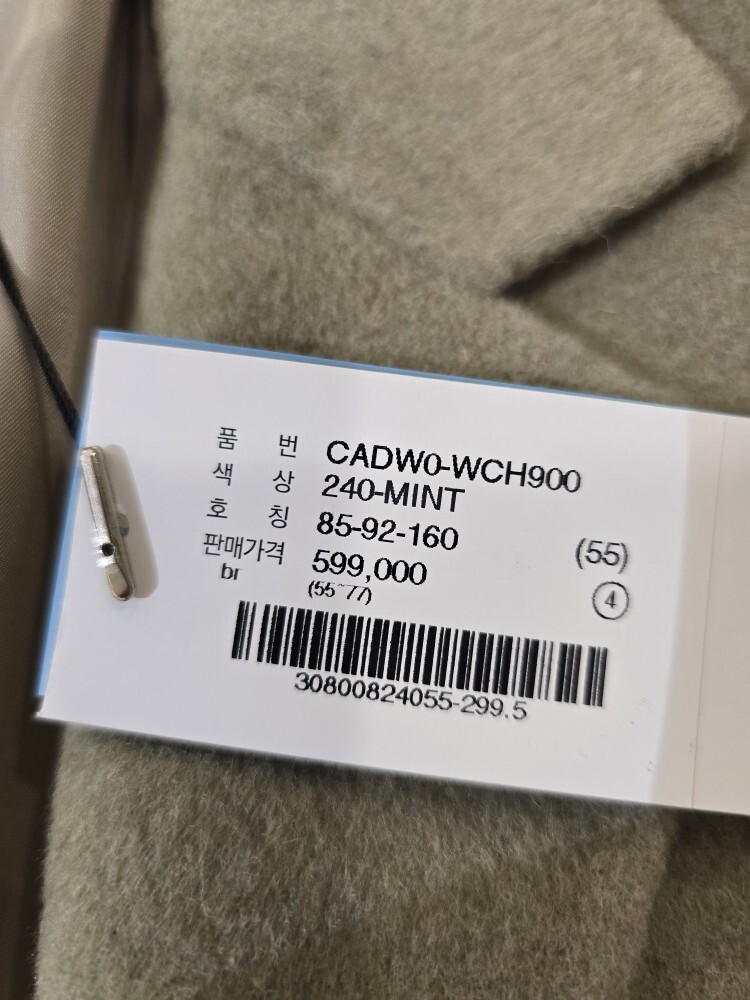 품 번 CADW0-WCH900
색 상 240-MINT
호 칭 85-92-160 (55)
판매가격 599,000 4
br (55~77)
30800824055-299.5